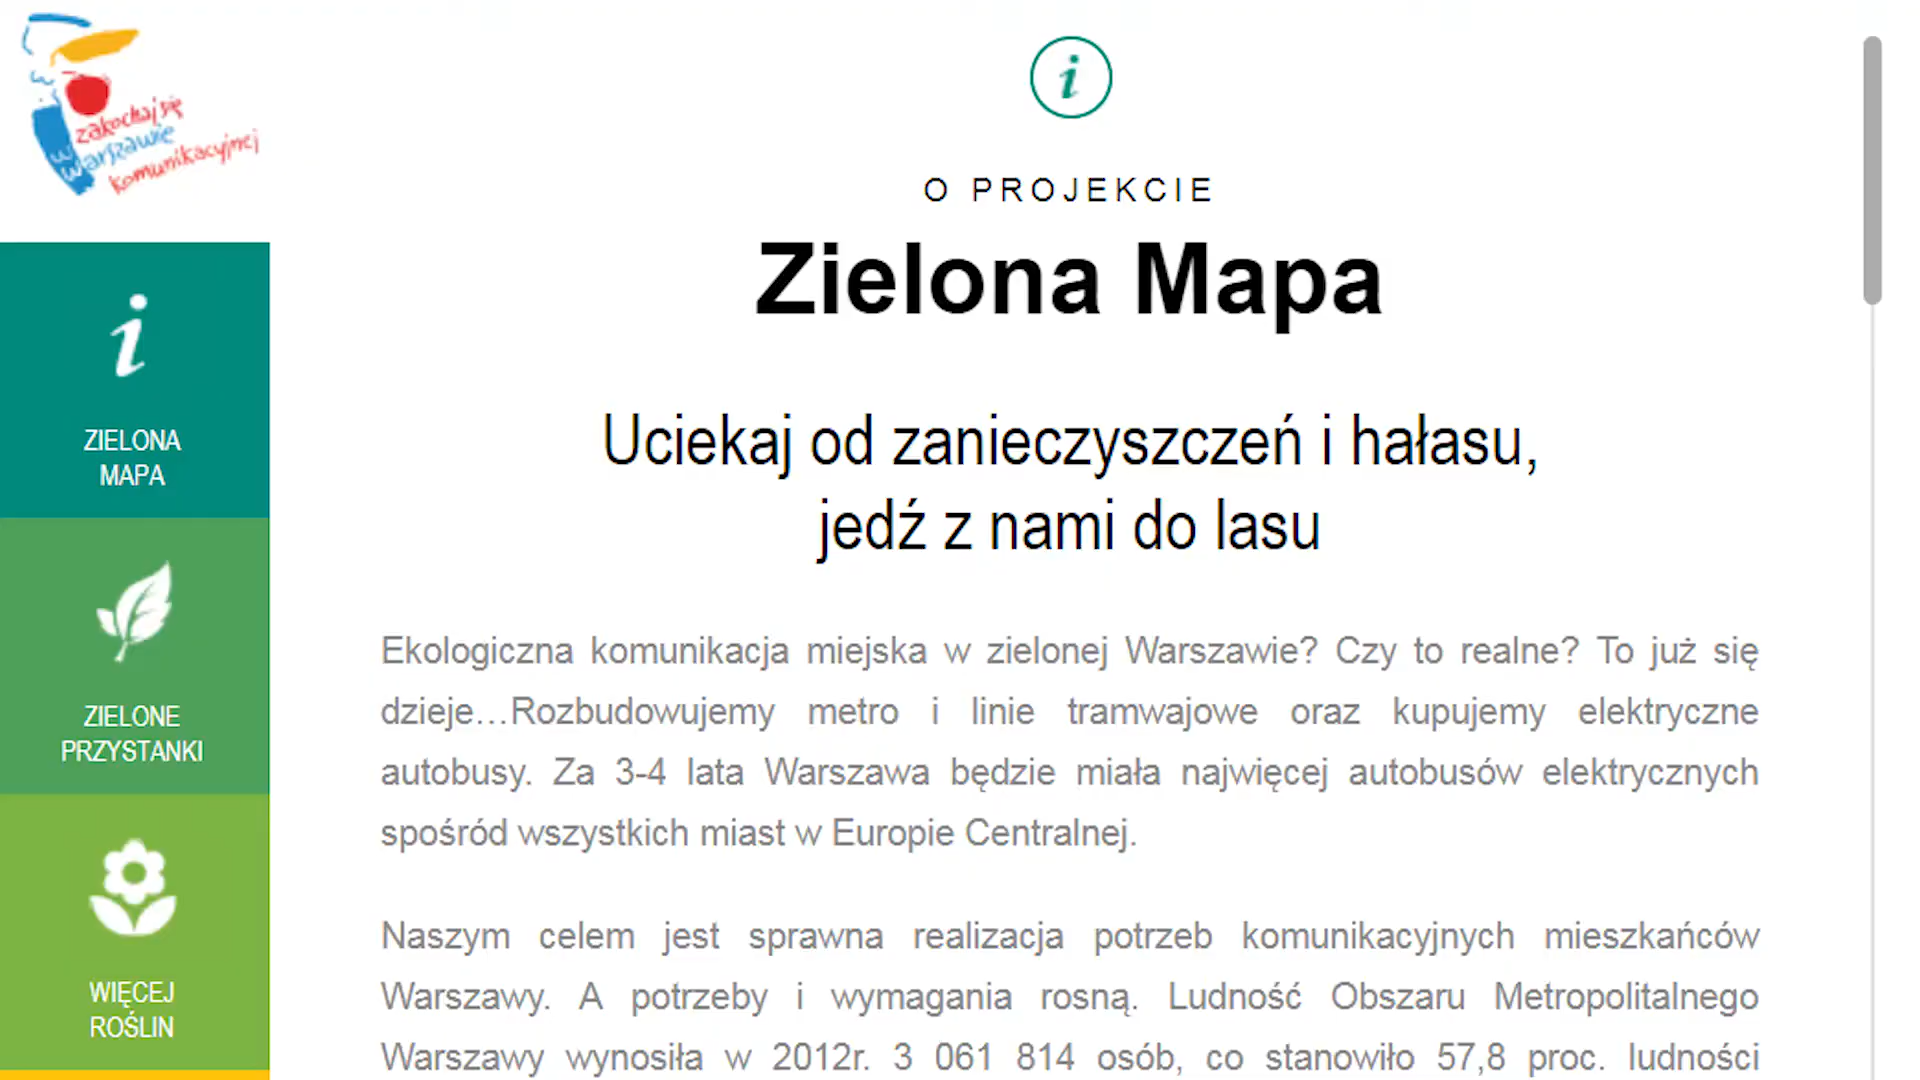 zakochaj się
w Warszawie
komunikacyjnej
ZIELONA
MAPA
ZIELONE
PRZYSTANKI
WIĘCEJ
ROŚLIN
i
O PROJEKCIE
Zielona Mapa
Uciekaj od zanieczyszczeń i hałasu,
jedź z nami do lasu
Ekologiczna komunikacja miejska w zielonej Warszawie? Czy to realne? To już się
dzieje…Rozbudowujemy metro i linie tramwajowe oraz kupujemy elektryczne
autobusy. Za 3-4 lata Warszawa będzie miała najwięcej autobusów elektrycznych
spośród wszystkich miast w Europie Centralnej.
Naszym celem jest sprawna realizacja potrzeb komunikacyjnych mieszkańców
Warszawy. A potrzeby i wymagania rosną. Ludność Obszaru Metropolitalnego
Warszawy wynosiła w 2012r. 3 061 814 osób, co stanowiło 57,8 proc. ludności